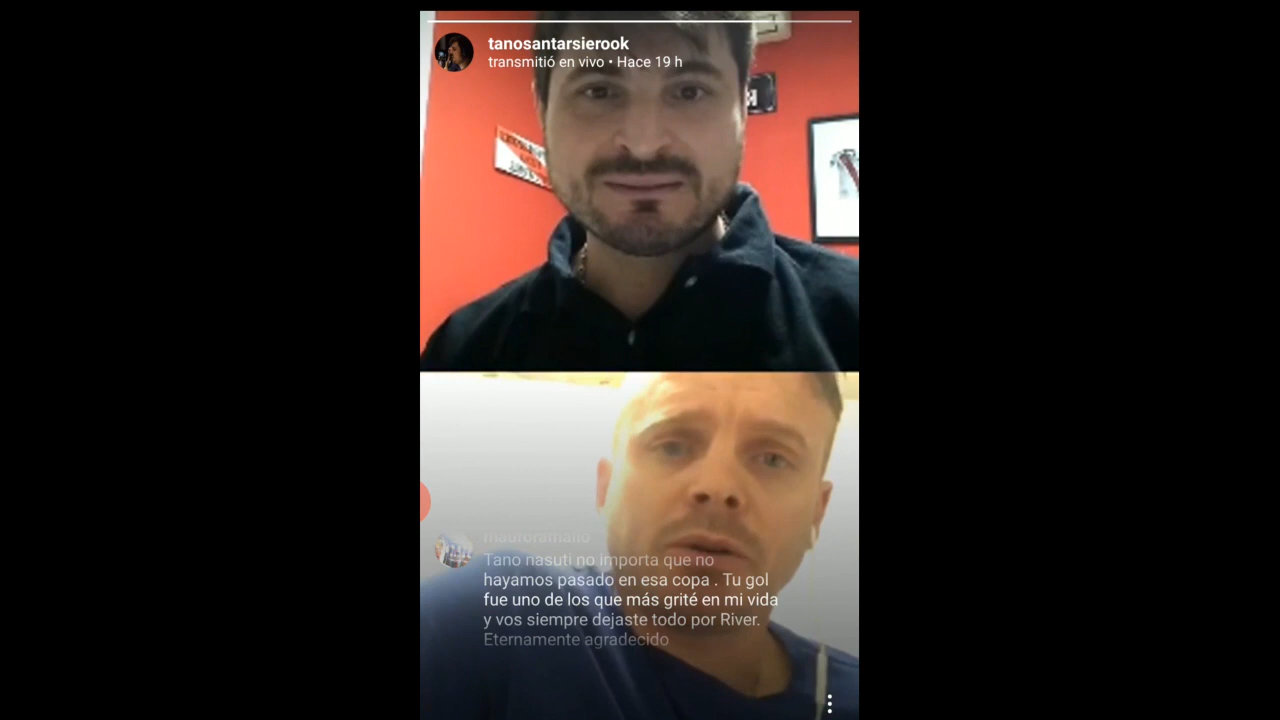 tanosantarsierook
transmitió en vivo • Hace 19 h
mauroramallo
Tano nasuti no importa que no
hayamos pasado en esa copa . Tu gol
fue uno de los que más grité en mi vida
y vos siempre dejaste todo por River.
Eternamente agradecido